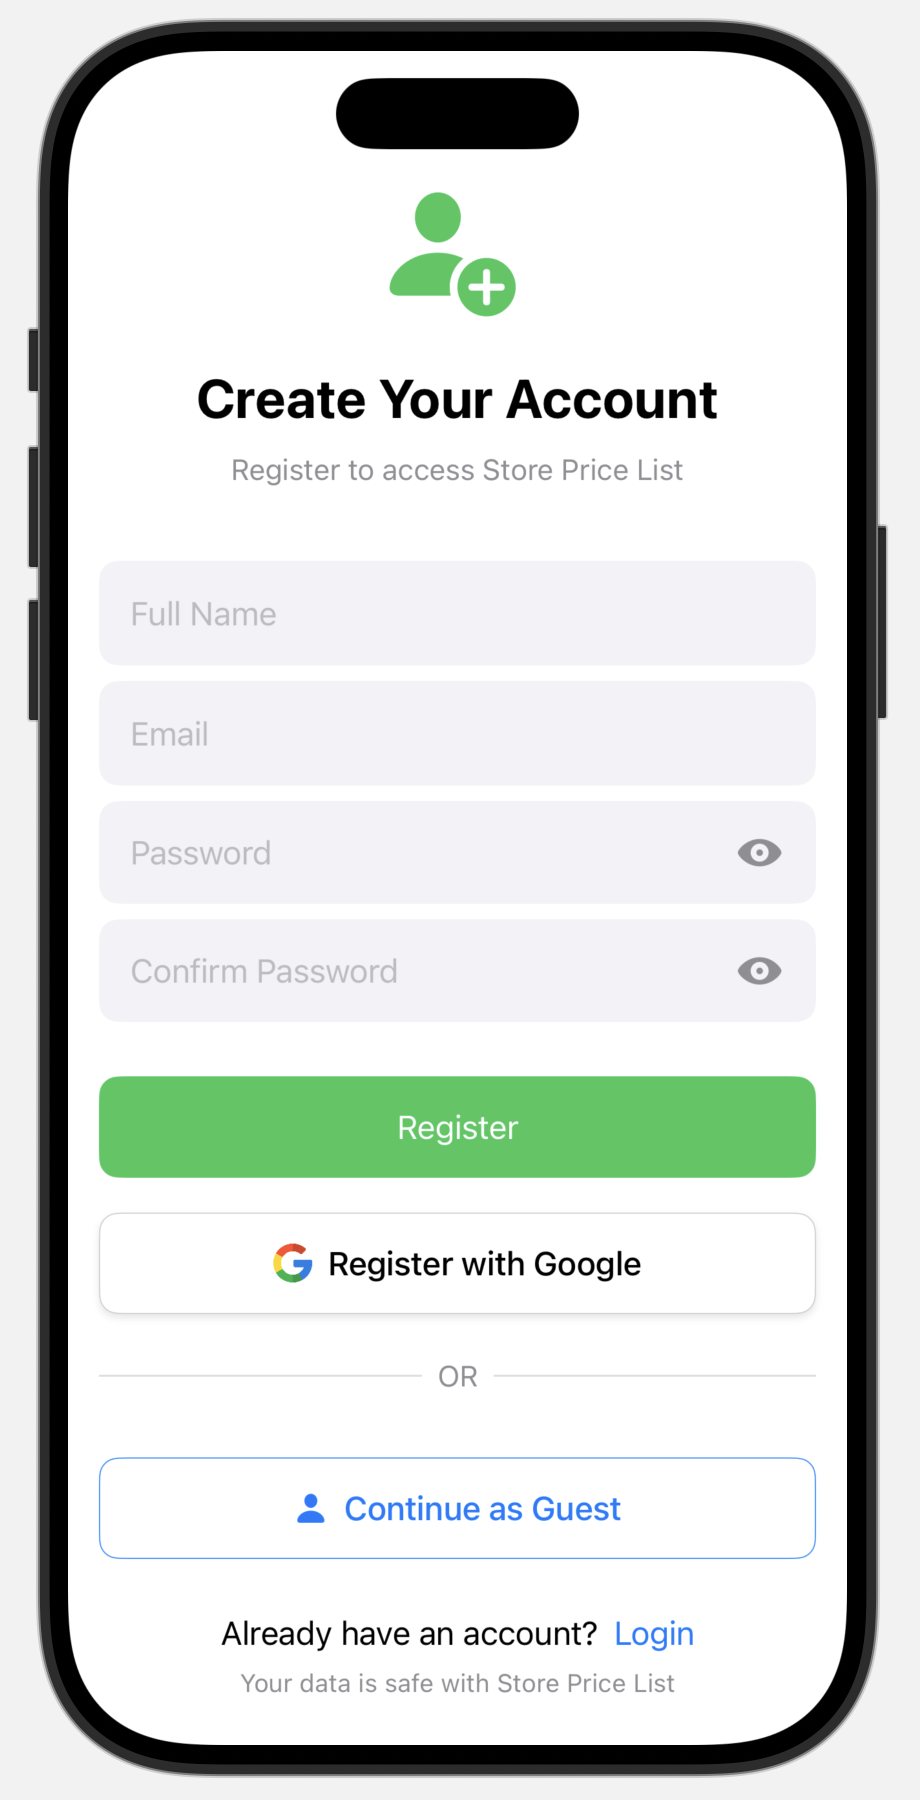 Create Your Account
Register to access Store Price List
Full Name
Email
Password
Confirm Password
Register
Register with Google
OR
Continue as Guest
Already have an account? Login
Your data is safe with Store Price List